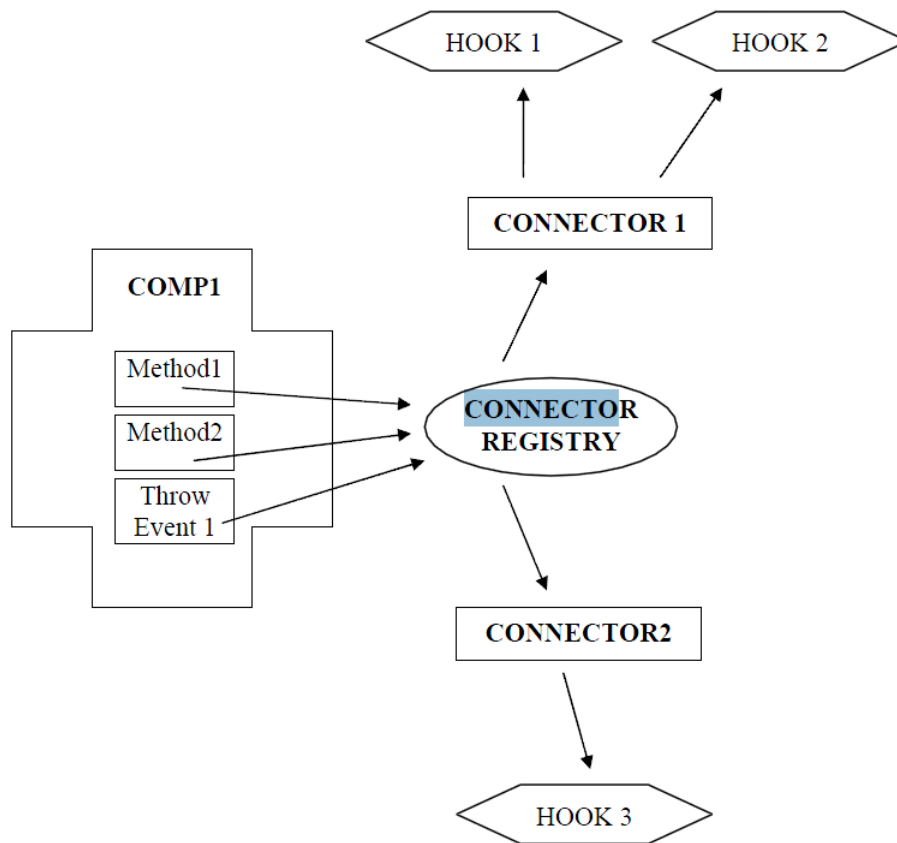 HOOK 1
HOOK 2
CONNECTOR 1
COMP1
Method1
CONNECTOR
REGISTRY
Method2
Throw
Event 1
CONNECTOR2
HOOK 3